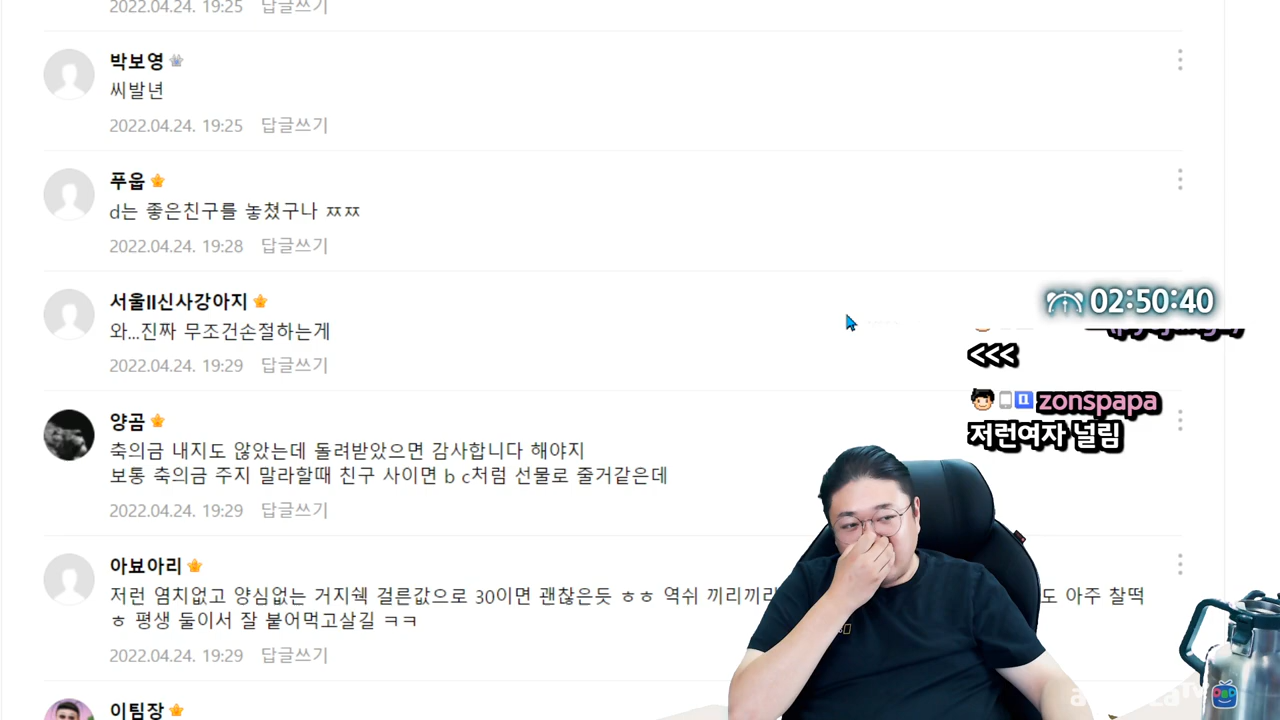 2022.04.24. 19:25 답글쓰기
박보영
씨발년
2022.04.24. 19:25 답글쓰기
푸웁
d는 좋은친구를 놓쳤구나 ㅉㅉ
2022.04.24. 19:28 답글쓰기
서울II신사강아지
와...진짜 무조건손절하는게
2022.04.24. 19:29 답글쓰기
02:50:40
<<<
zonspapa
저런여자 널림
양곰
축의금 내지도 않았는데 돌려받았으면 감사합니다 해야지
보통 축의금 주지 말라할때 친구 사이면 b c처럼 선물로 줄거같은데
2022.04.24. 19:29 답글쓰기
아보아리
저런 염치없고 양심없는 거지쉑 걸른값으로 30이면 괜찮은듯 ㅎㅎ 역쉬 끼리끼리
도 아주 찰떡
ㅎ 평생 둘이서 잘 붙어먹고살길 ㅋㅋ
2022.04.24. 19:29 답글쓰기
이팀장